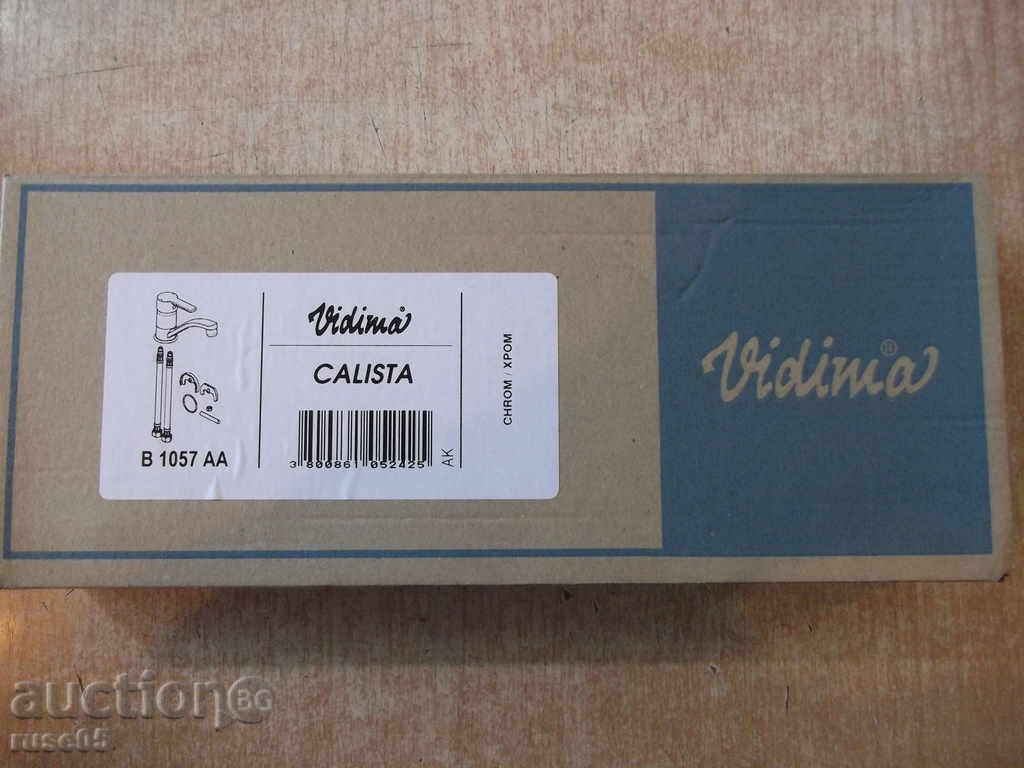 Vidima
CALISTA
B 1057 AA
3 800861 052425
AK
CHROM / ХРОМ
Vidima®
auctionBG
ruse05